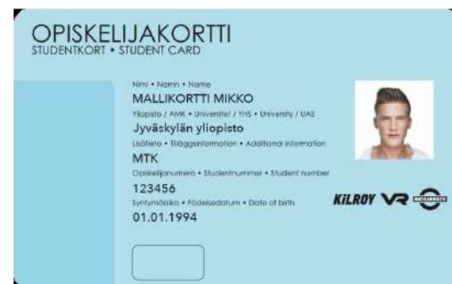 OPISKELIJAKORTTI
STUDENTKORT • STUDENT CARD
Nimi • Namn • Name
MALLIKORTTI MIKKO
Yliopisto / AMK • Universitet / YHS • University / UAS
Jyväskylän yliopisto
Lisätieto • Tilläggsinformation • Additional information
MTK
Opiskelijanumero • Studentnummer • Student number
123456
KiLROY VR MATKAHUOLTO
Syntymäaika • Födelsedatum • Date of birth
01.01.1994